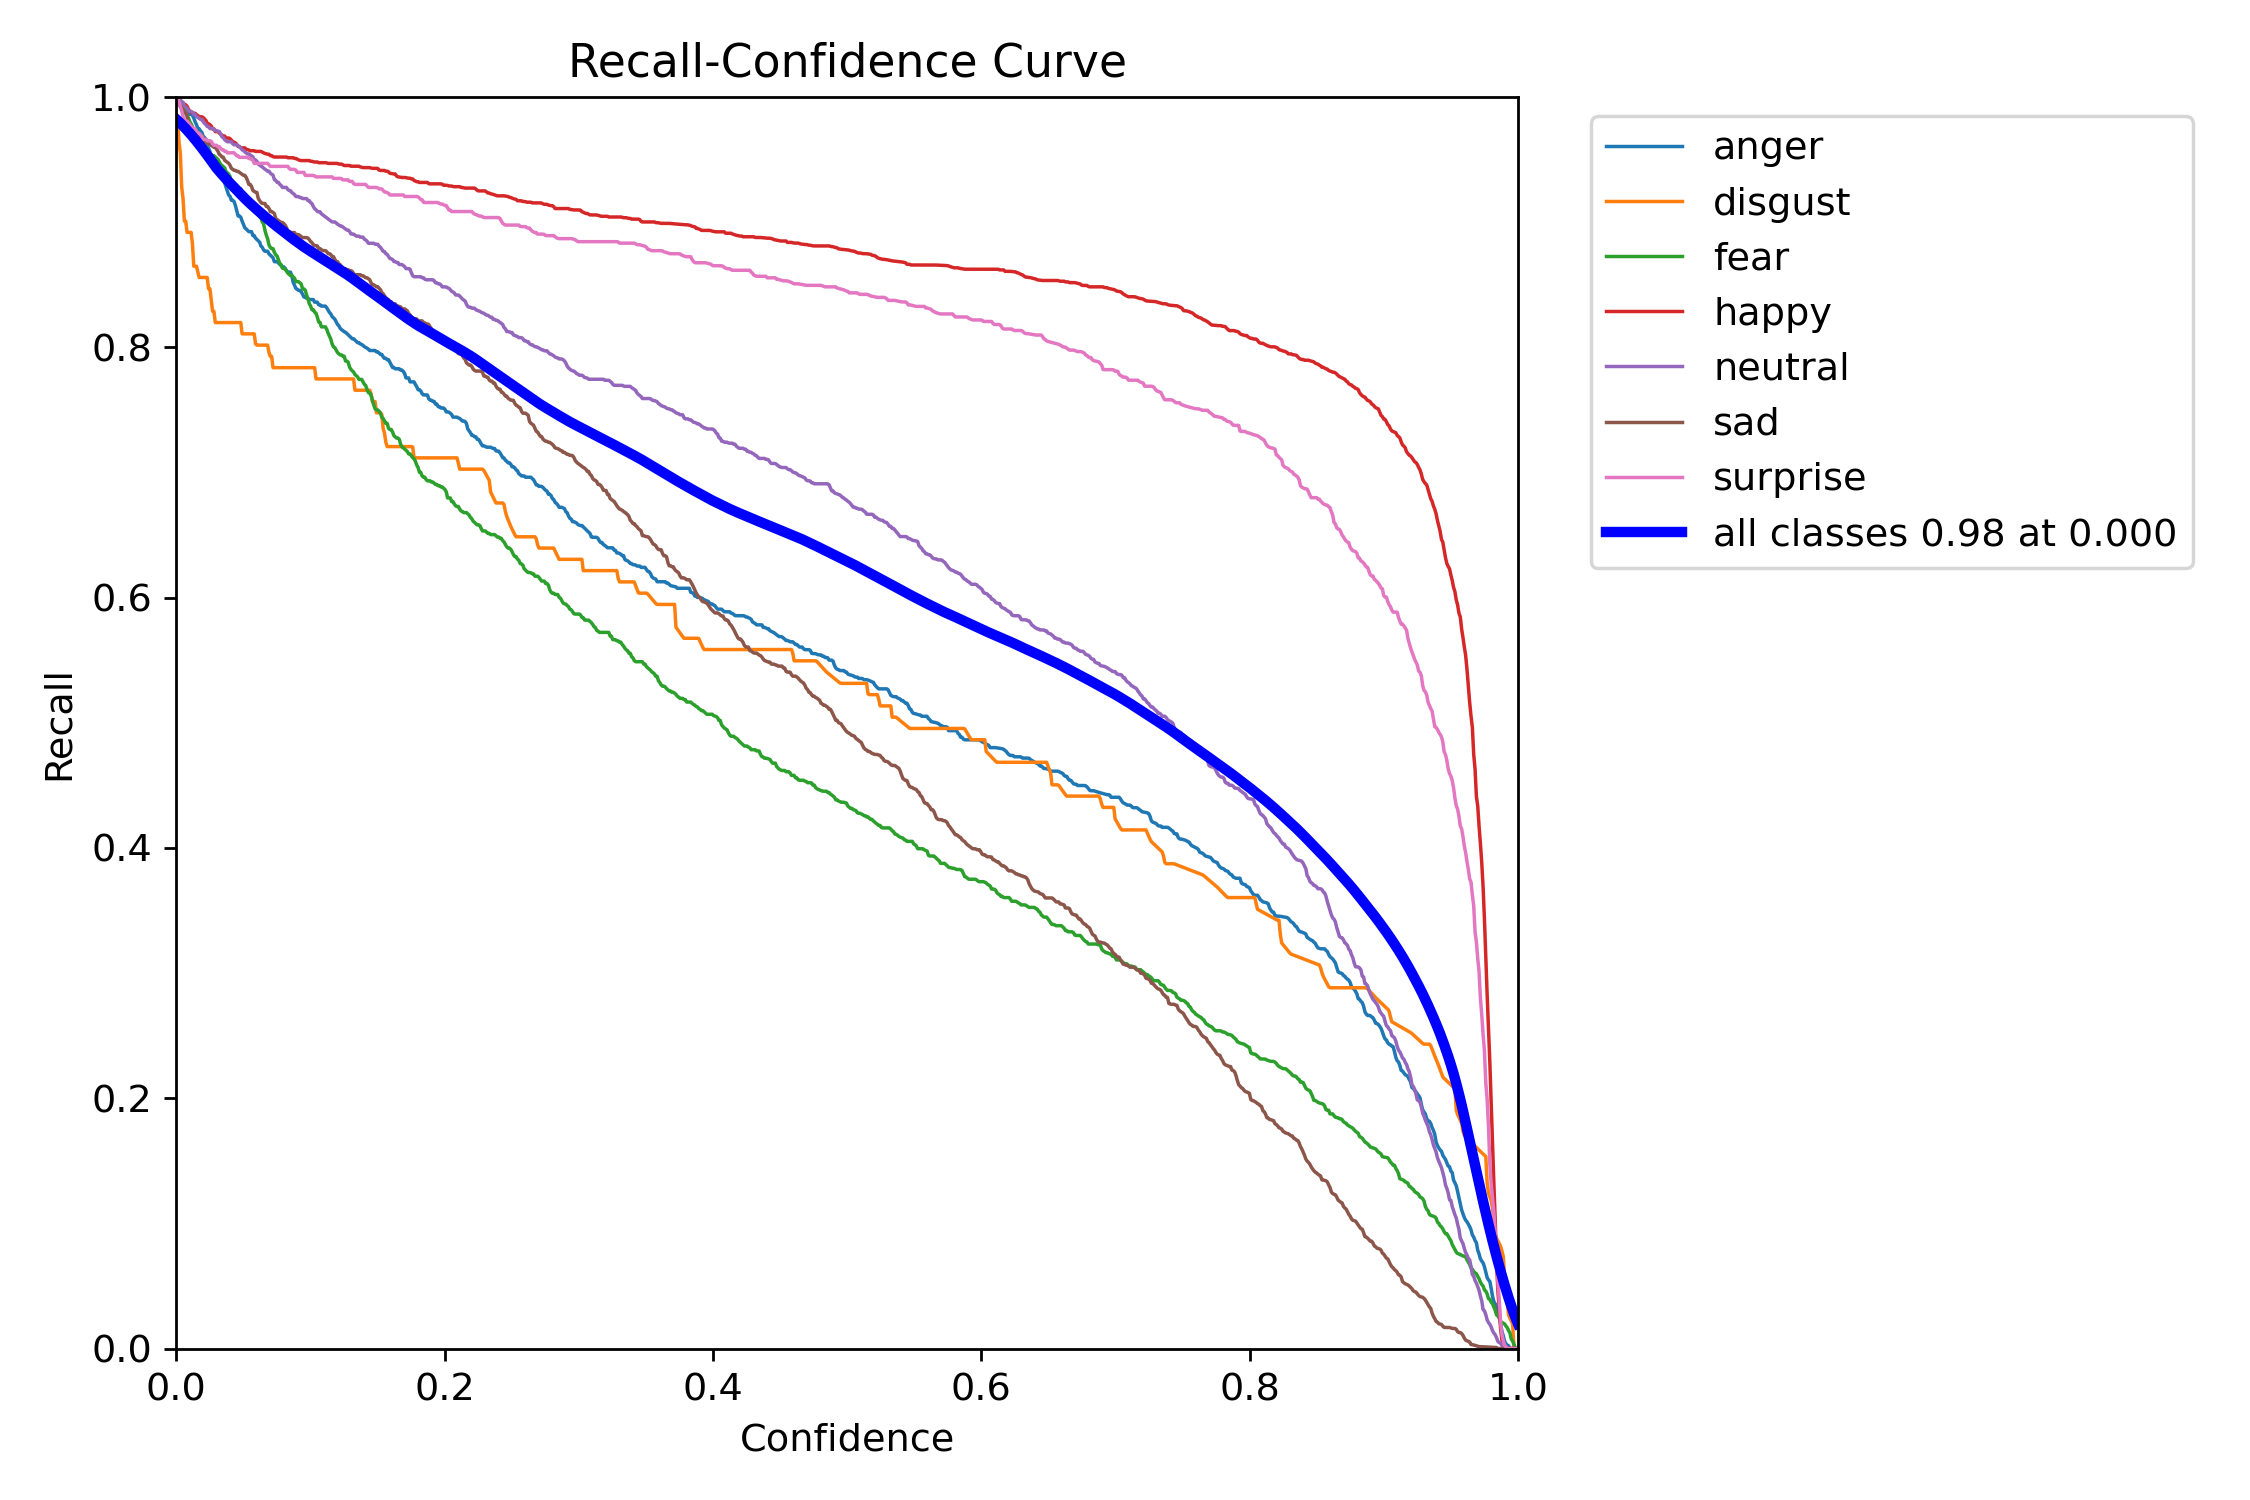 Recall-Confidence Curve
1.0
0.8
0.6
0.4
0.2
0.0
Recall
0.0 0.2 0.4 0.6 0.8 1.0
Confidence
anger
disgust
fear
happy
neutral
sad
surprise
all classes 0.98 at 0.000